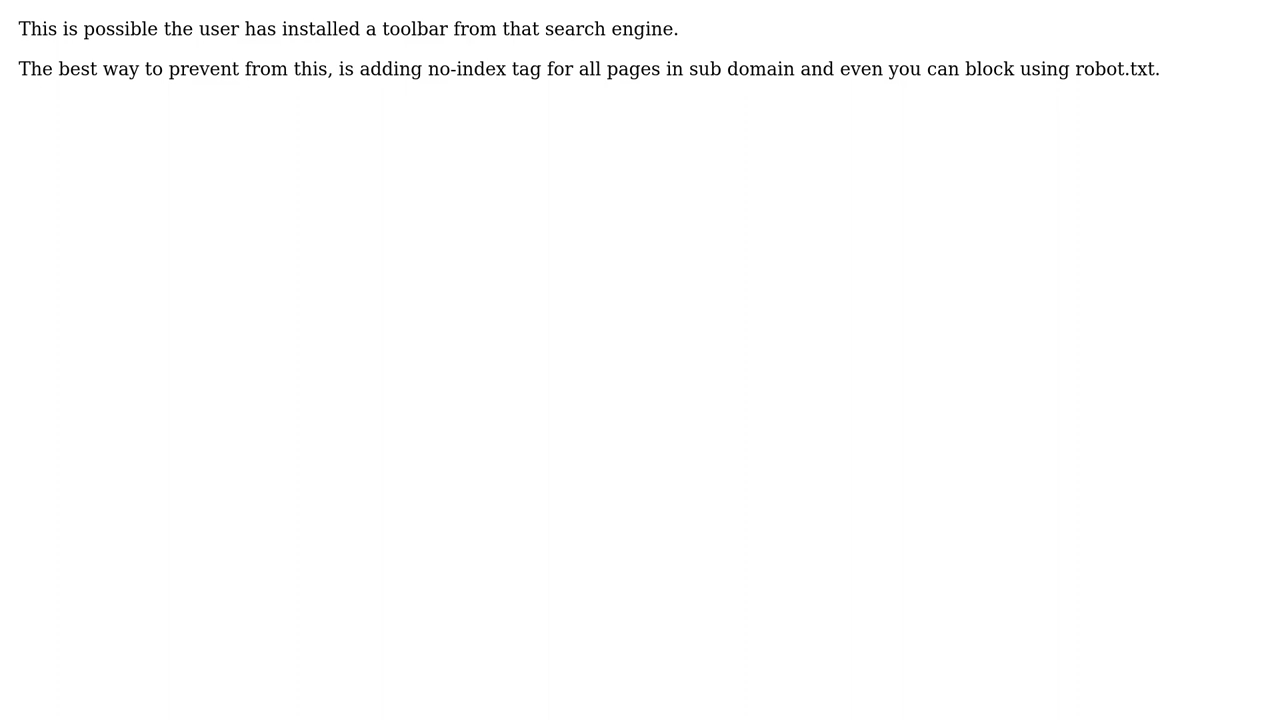 This is possible the user has installed a toolbar from that search engine.
The best way to prevent from this, is adding no-index tag for all pages in sub domain and even you can block using robot.txt.